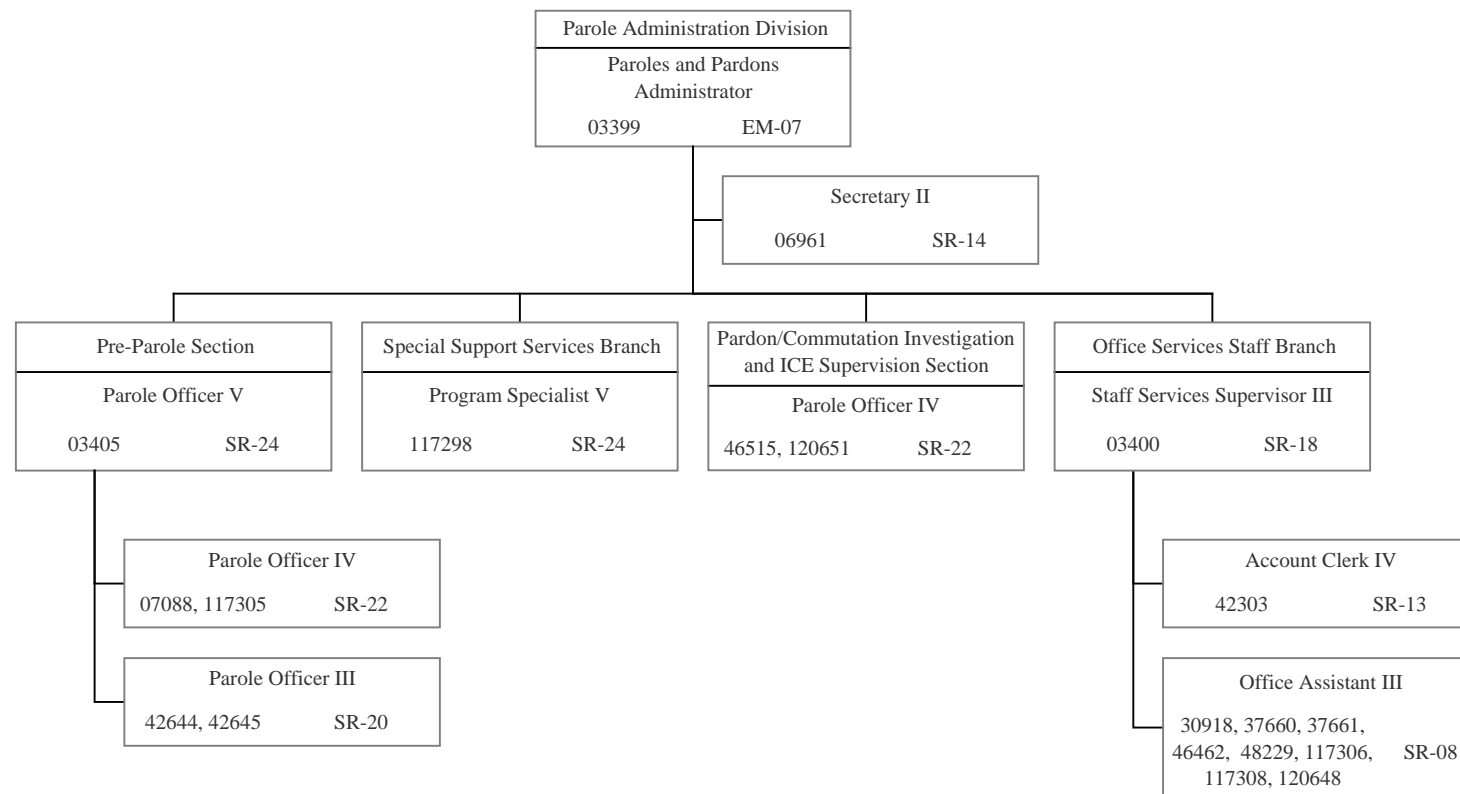 Parole Administration Division
Paroles and Pardons
Administrator
03399 EM-07
Secretary II
06961 SR-14
Pre-Parole Section
Parole Officer V
03405 SR-24
Special Support Services Branch
Program Specialist V
117298 SR-24
Pardon/Commutation Investigation
and ICE Supervision Section
Parole Officer IV
46515, 120651 SR-22
Office Services Staff Branch
Staff Services Supervisor III
03400 SR-18
Parole Officer IV
07088, 117305 SR-22
Parole Officer III
42644, 42645 SR-20
Account Clerk IV
42303 SR-13
Office Assistant III
30918, 37660, 37661,
46462, 48229, 117306, SR-08
117308, 120648